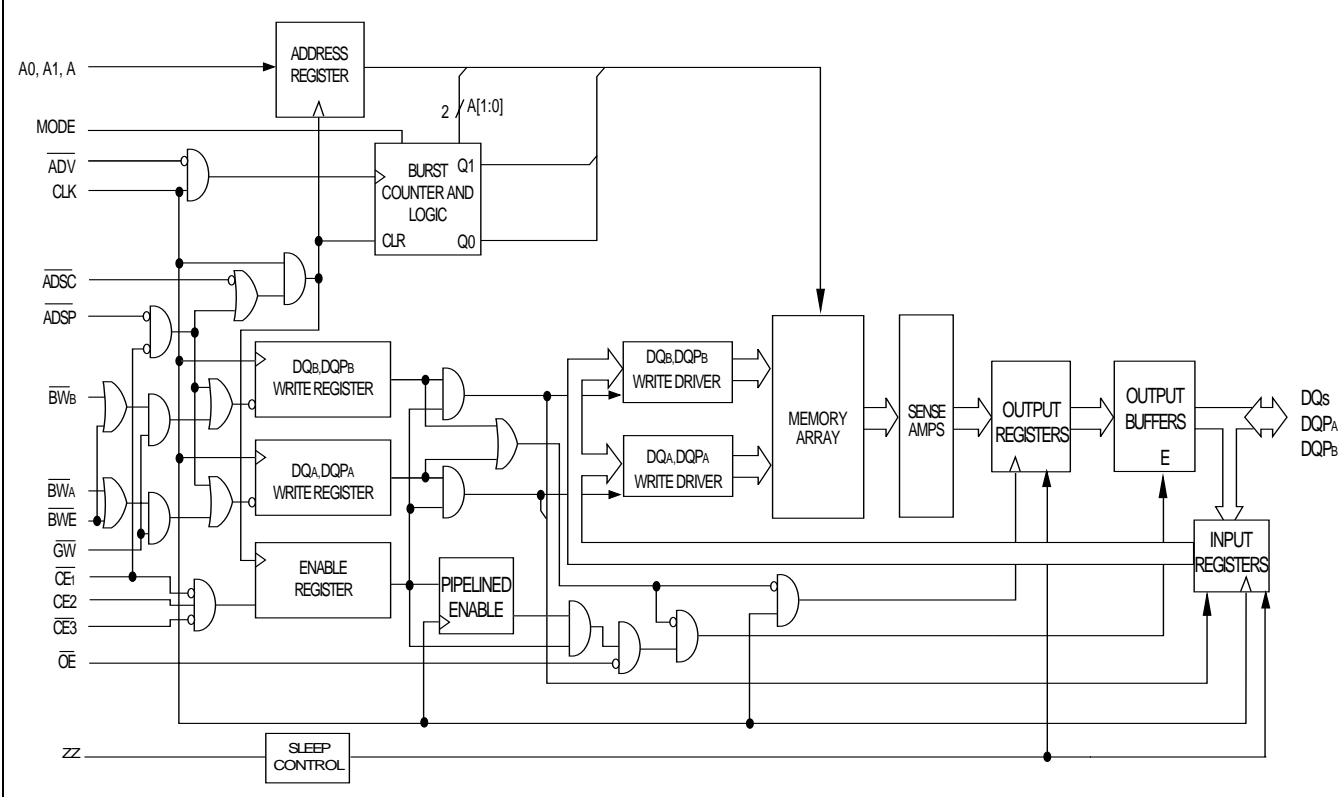 A0, A1, A
ADDRESS
REGISTER
2
A[1:0]
MODE
ADV
CLK
BURST
COUNTER AND
LOGIC
Q1
CLR
Q0
ADSC
ADSP
DQB,DQPB
WRITE REGISTER
DQB,DQPB
WRITE DRIVER
MEMORY
ARRAY
SENSE
AMPS
OUTPUT
REGISTERS
OUTPUT
BUFFERS
E
DQs
DQPA
DQPB
BWB
DQA,DQPA
WRITE REGISTER
DQA,DQPA
WRITE DRIVER
BWA
BWE
GW
INPUT
REGISTERS
CE1
CE2
CE3
ENABLE
REGISTER
PIPELINED
ENABLE
OE
ZZ
SLEEP
CONTROL